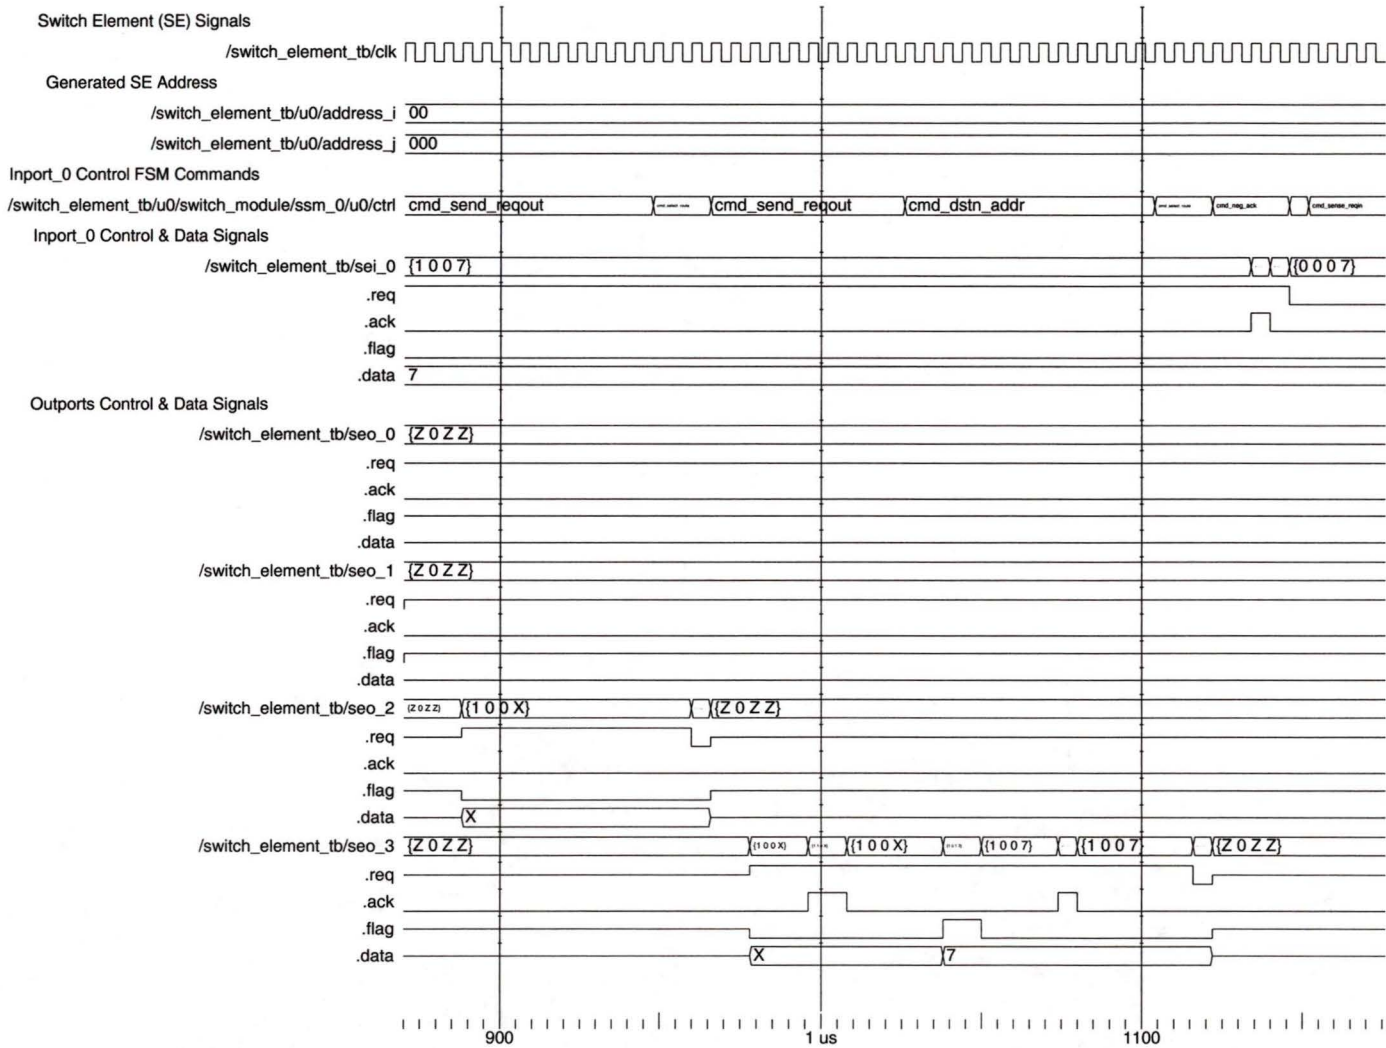 Switch Element (SE) Signals
/switch_element_tb/clk
Generated SE Address
/switch_element_tb/u0/address_i 00
/switch_element_tb/u0/address_j 000
Inport_0 Control FSM Commands
/switch_element_tb/u0/switch_module/ssm_0/u0/ctrl cmd_send_reqout cmd_select_route cmd_send_reqout cmd_dstn_addr cmd_select_route cmd_neg_ack cmd_sense_reqin
Inport_0 Control & Data Signals
/switch_element_tb/sei_0 {1 0 0 7} {0 0 0 7}
.req
.ack
.flag
.data 7
Outports Control & Data Signals
/switch_element_tb/seo_0 {Z 0 Z Z}
.req
.ack
.flag
.data
/switch_element_tb/seo_1 {Z 0 Z Z}
.req
.ack
.flag
.data
/switch_element_tb/seo_2 {Z 0 Z Z} {1 0 0 X} {Z 0 Z Z}
.req
.ack
.flag
.data X
/switch_element_tb/seo_3 {Z 0 Z Z} {1 0 0 X} {1 0 0 X} {1 0 0 7} {1 0 0 7} {Z 0 Z Z}
.req
.ack
.flag
.data X 7
900 1 us 1100